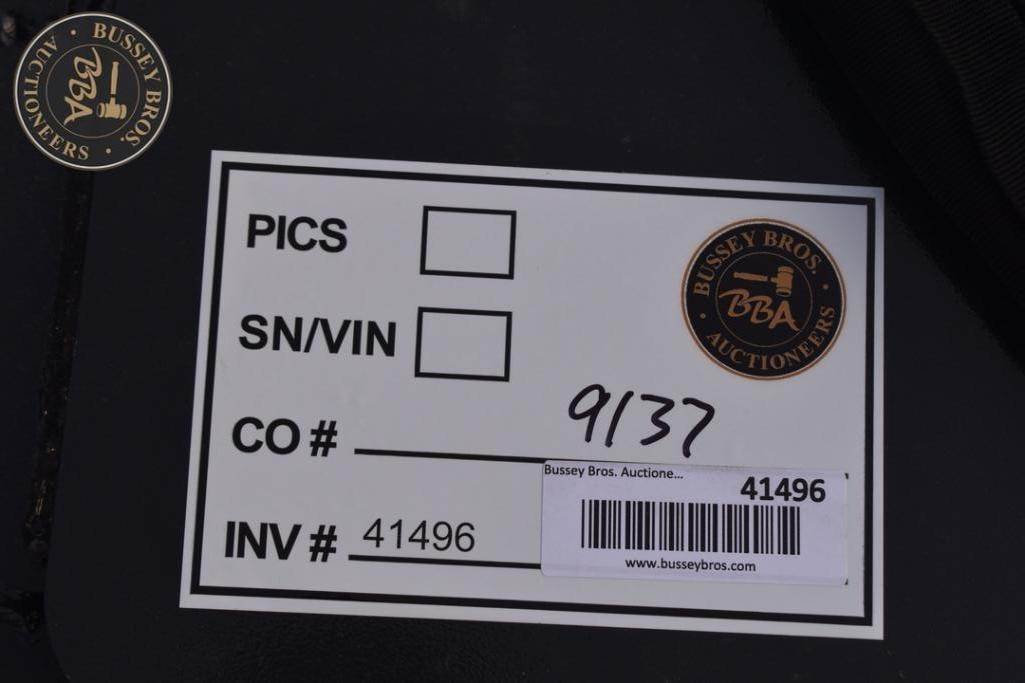 BUSSEY BROS.
BBA
AUCTIONEERS
PICS
BUSSEY BROS.
BBA
AUCTIONEERS
SN/VIN
9137
CO #
Bussey Bros. Auctione...
41496
INV # 41496
www.busseybros.com